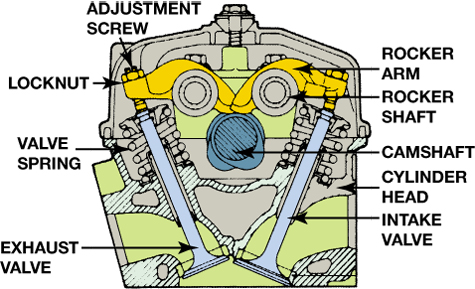 ADJUSTMENT
SCREW
LOCKNUT
VALVE
SPRING
EXHAUST
VALVE
ROCKER
ARM
ROCKER
SHAFT
CAMSHAFT
CYLINDER
HEAD
INTAKE
VALVE